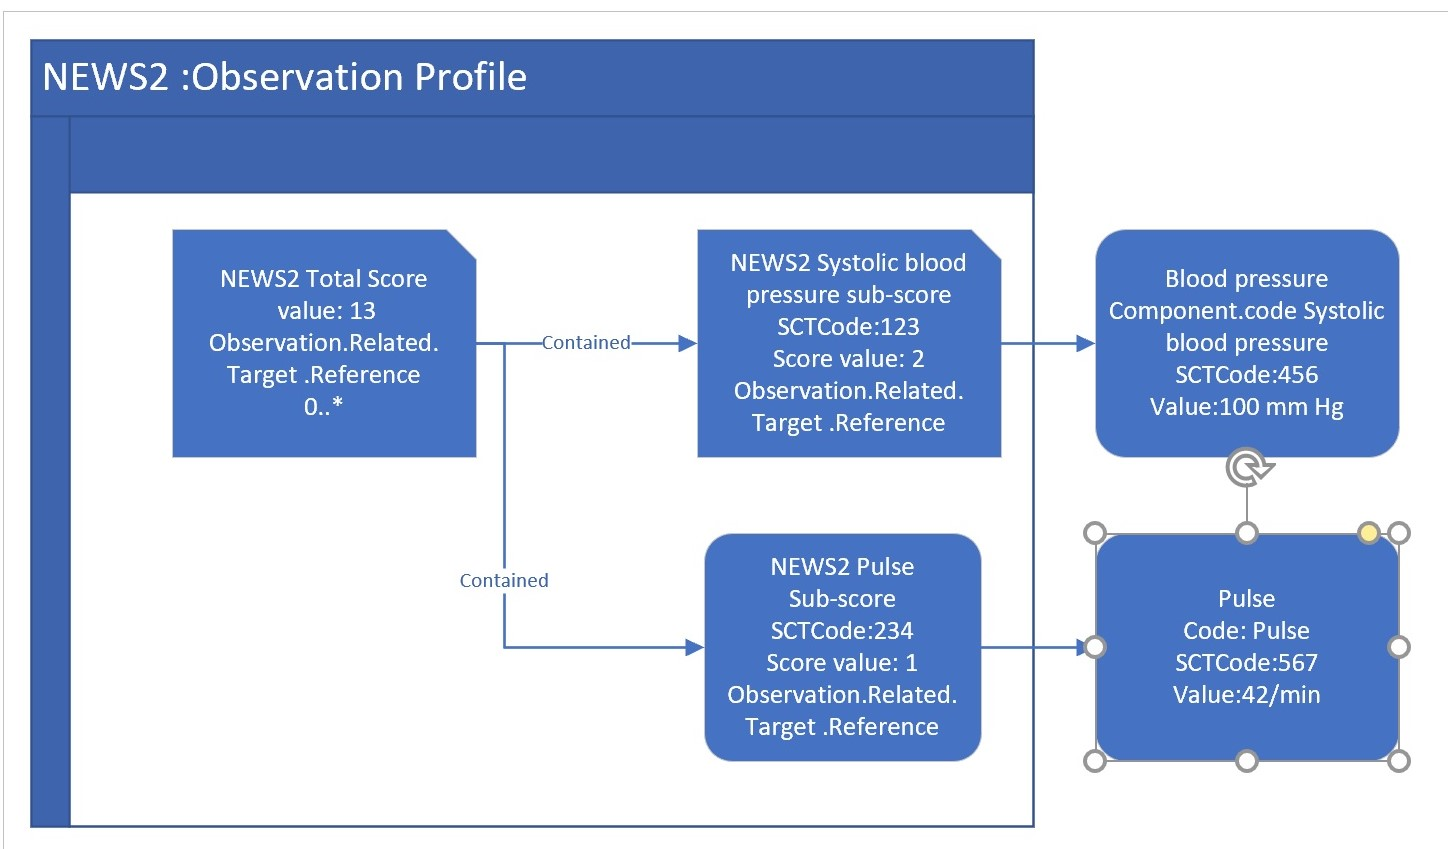 NEWS2 :Observation Profile
NEWS2 Total Score
value: 13
Observation.Related.
Target .Reference
0..*
Contained
NEWS2 Systolic blood
pressure sub-score
SCTCode:123
Score value: 2
Observation.Related.
Target .Reference
Blood pressure
Component.code Systolic
blood pressure
SCTCode:456
Value:100 mm Hg
Contained
NEWS2 Pulse
Sub-score
SCTCode:234
Score value: 1
Observation.Related.
Target .Reference
Pulse
Code: Pulse
SCTCode:567
Value:42/min